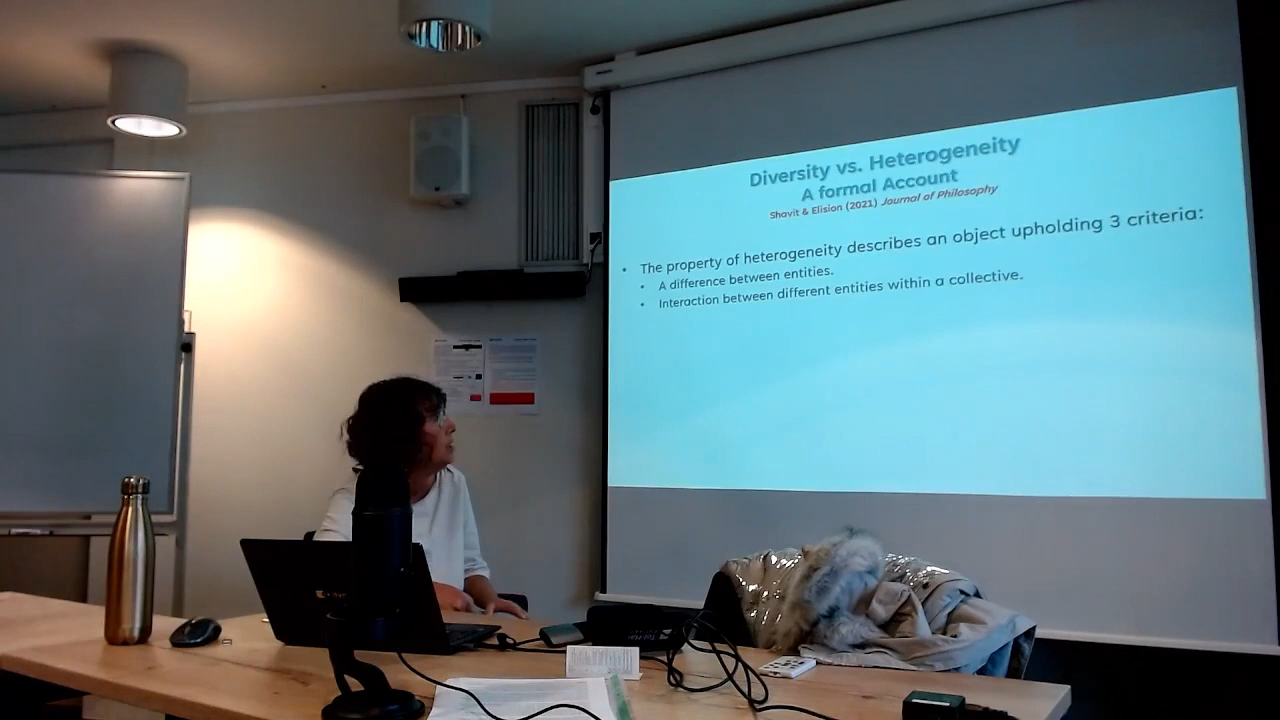 Diversity vs. Heterogeneity
A formal Account
Shavit & Elision (2021) Journal of Philosophy
• The property of heterogeneity describes an object upholding 3 criteria:
• A difference between entities.
• Interaction between different entities within a collective.